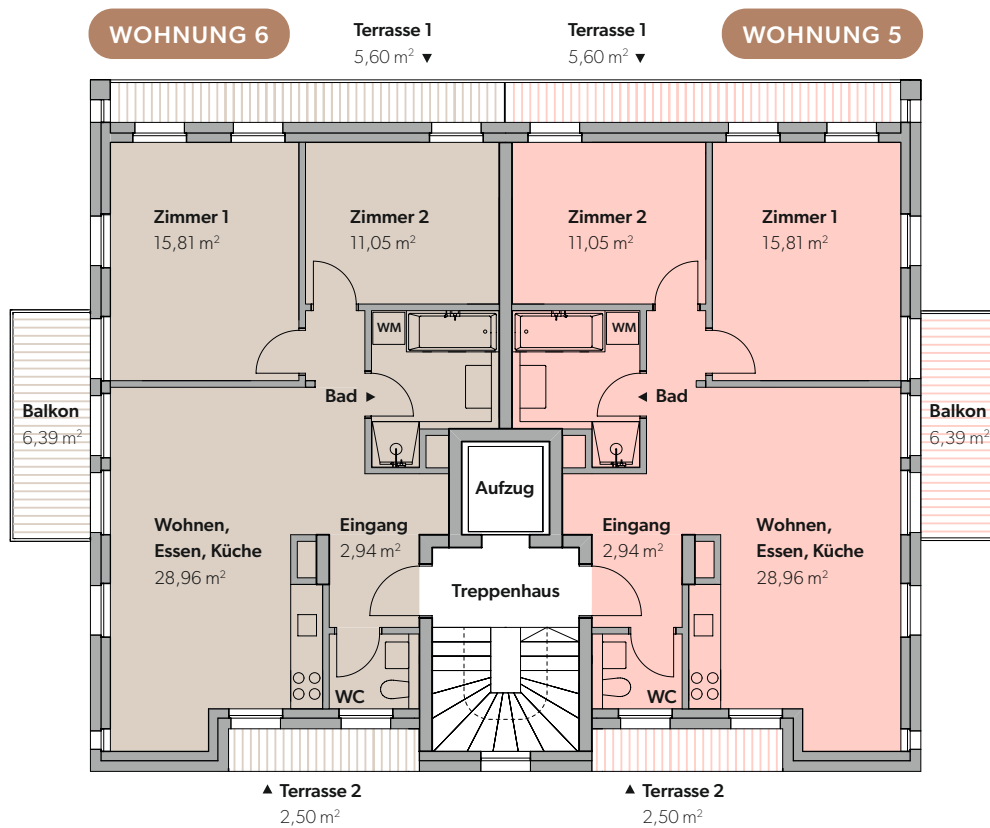 WOHNUNG 6
Terrasse 1
5,60 m² ▼
Terrasse 1
5,60 m² ▼
WOHNUNG 5
Zimmer 1
15,81 m²
Zimmer 2
11,05 m²
Zimmer 2
11,05 m²
Zimmer 1
15,81 m²
WM
WM
Bad ▶
◀ Bad
Balkon
6,39 m²
Balkon
6,39 m²
Aufzug
Wohnen,
Essen, Küche
28,96 m²
Eingang
2,94 m²
Eingang
2,94 m²
Wohnen,
Essen, Küche
28,96 m²
Treppenhaus
WC
WC
▲ Terrasse 2
2,50 m²
▲ Terrasse 2
2,50 m²